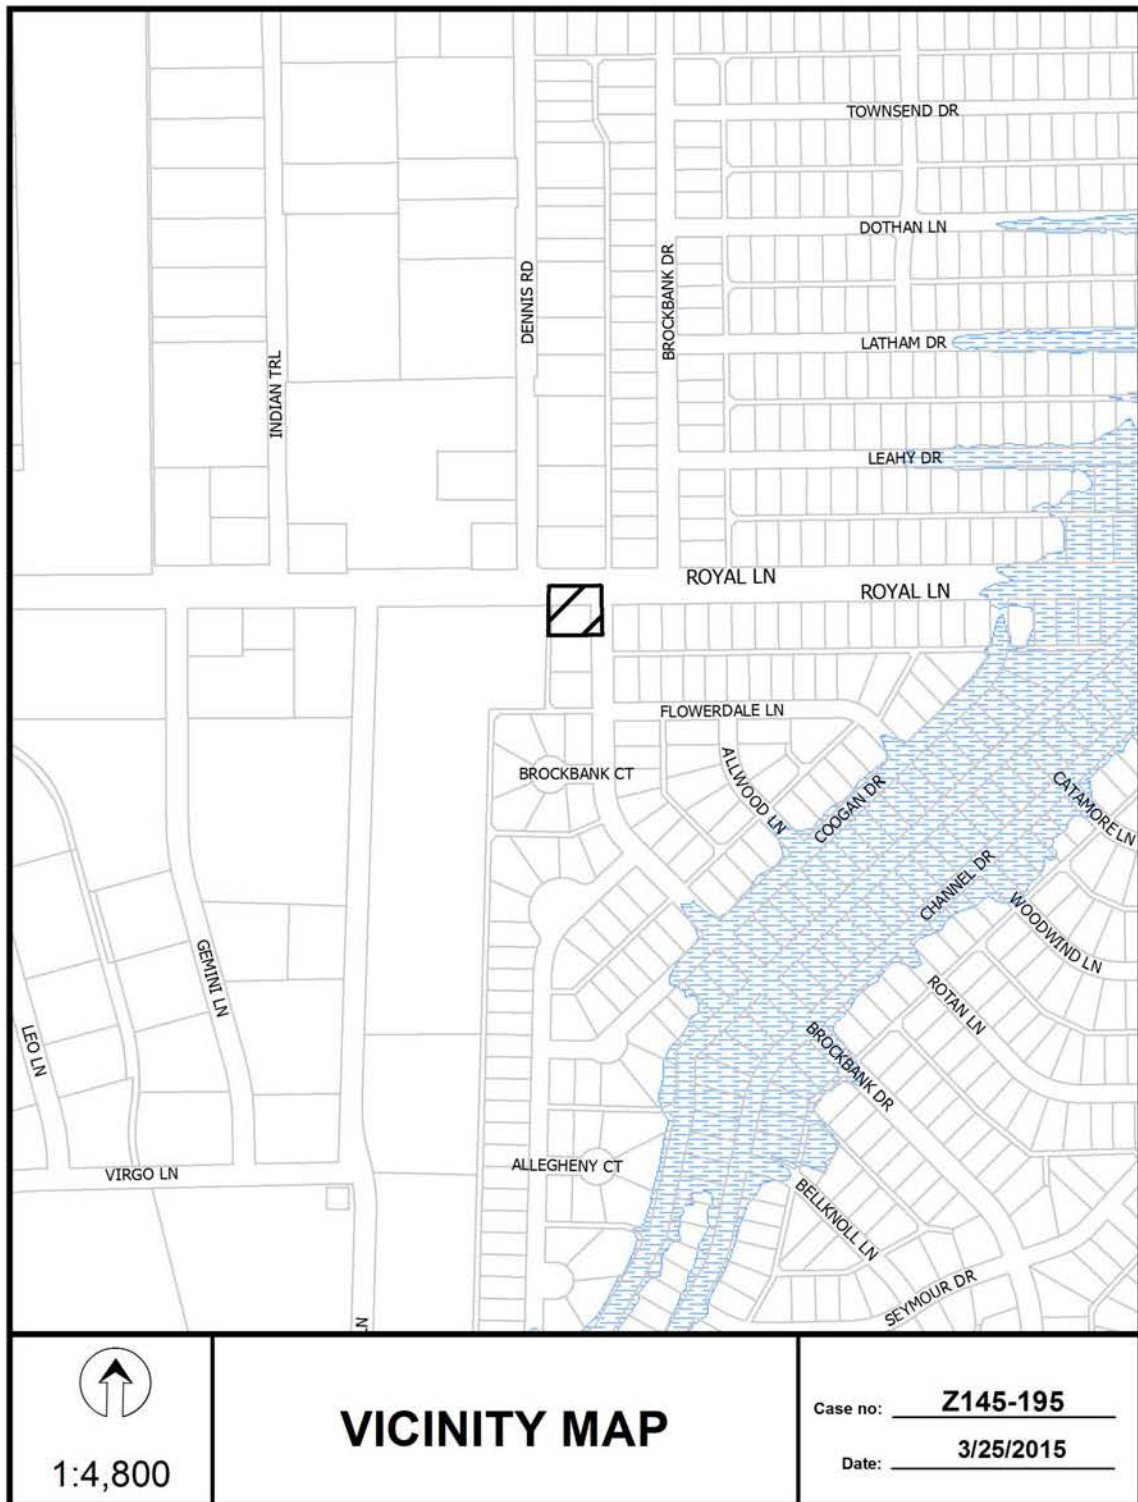 TOWNSEND DR
DOTHAN LN
BROCKBANK DR
DENNIS RD
LATHAM DR
INDIAN TRL
LEAHY DR
ROYAL LN
ROYAL LN
FLOWERDALE LN
BROCKBANK CT
ALLWOOD LN
COOGAN DR
CATAMORE LN
CHANNEL DR
WOODWIND LN
GEMINI LN
ROTAN LN
LEO LN
BROCKBANK DR
VIRGO LN
ALLEGHENY CT
BELLKNOLL LN
SEYMOUR DR
LN
1:4,800
VICINITY MAP
Case no: Z145-195
Date: 3/25/2015